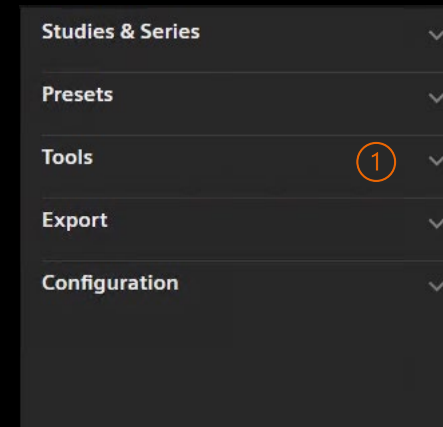 Studies & Series
Presets
Tools 1
Export
Configuration